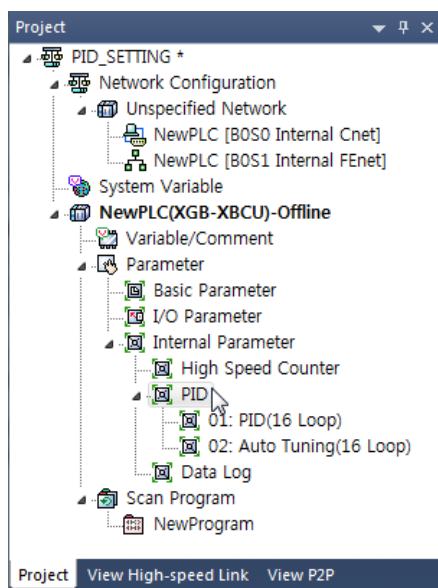 Project
PID_SETTING *
Network Configuration
Unspecified Network
NewPLC [B0S0 Internal Cnet]
NewPLC [B0S1 Internal FEnet]
System Variable
NewPLC(XGB-XBCU)-Offline
Variable/Comment
Parameter
Basic Parameter
I/O Parameter
Internal Parameter
High Speed Counter
PID
01: PID(16 Loop)
02: Auto Tuning(16 Loop)
Data Log
Scan Program
NewProgram
Project View High-speed Link View P2P